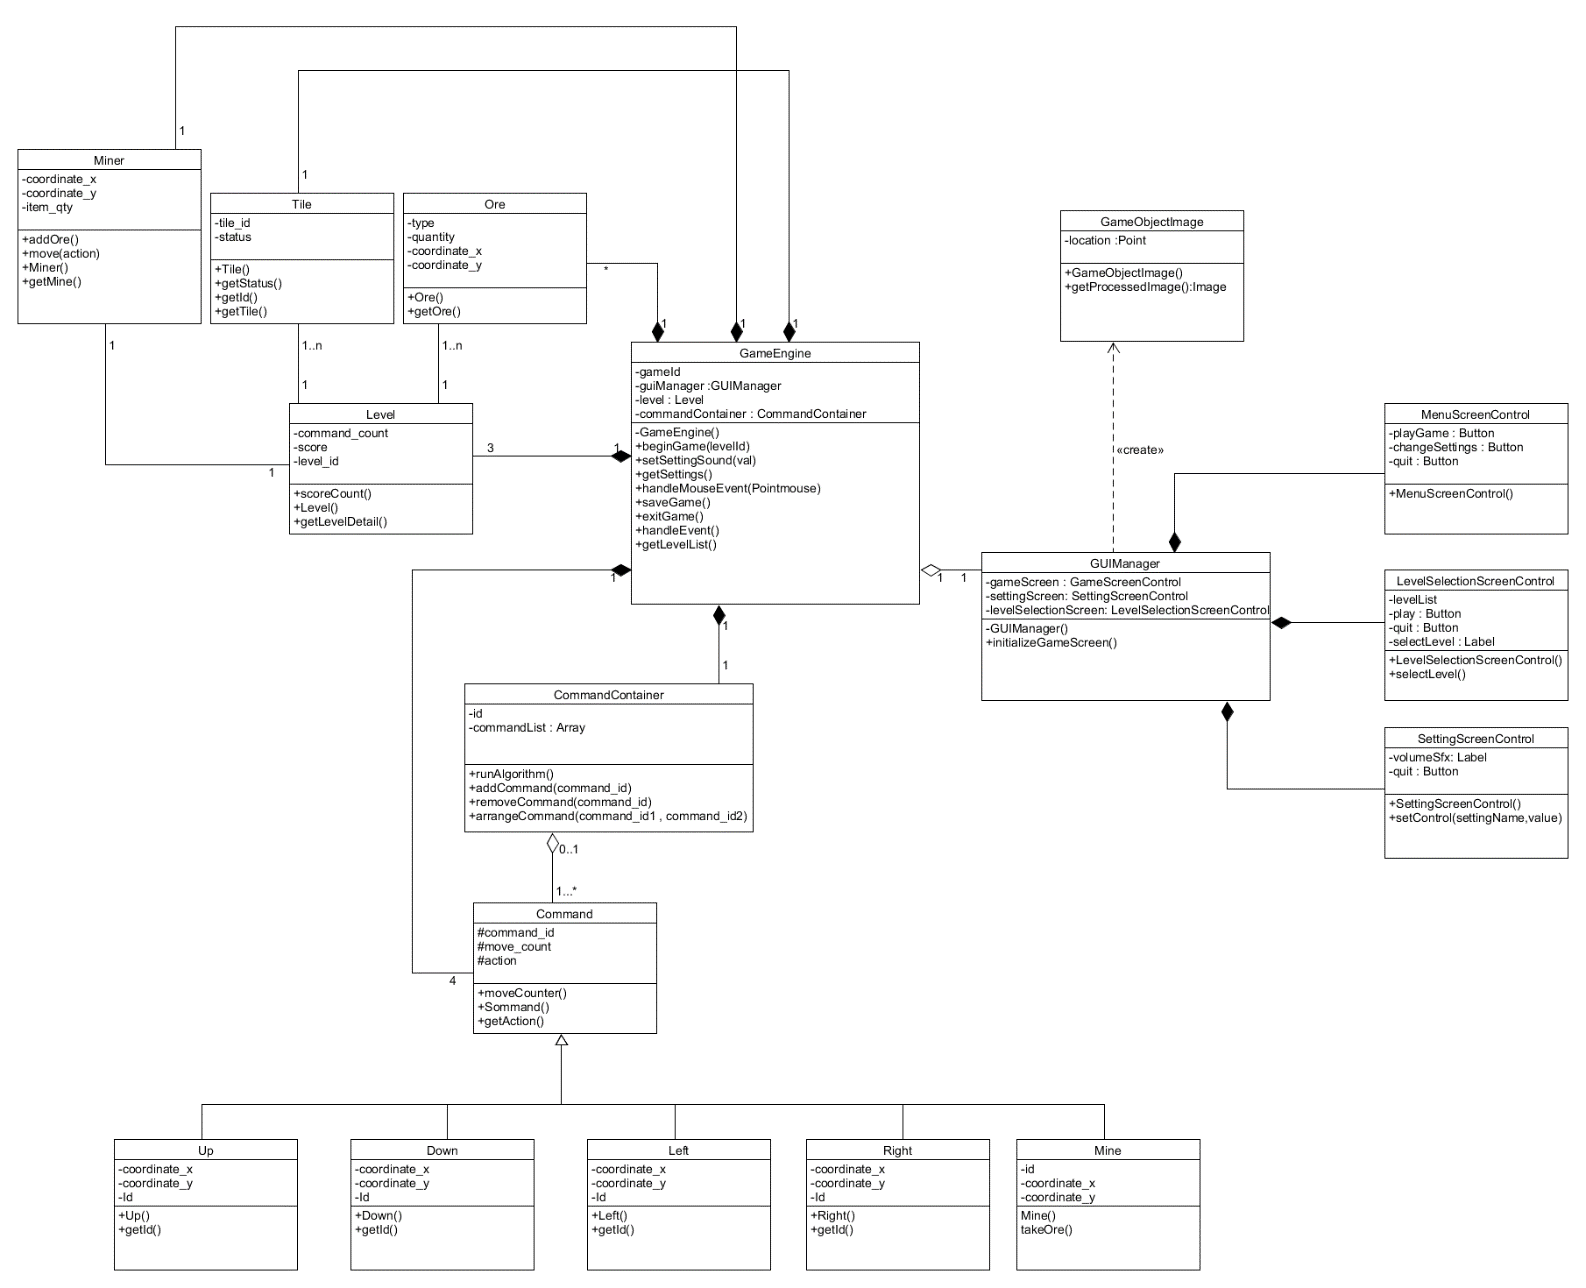 1
Miner
-coordinate_x
-coordinate_y
-item_qty
+addOre()
+move(action)
+Miner()
+getMine()
1
Tile
-tile_id
-status
+Tile()
+getStatus()
+getId()
+getTile()
Ore
-type
-quantity
-coordinate_x
-coordinate_y
+Ore()
+getOre()
*
1
1
1
1
1..n
1..n
1
1
1
Level
-command_count
-score
-level_id
+scoreCount()
+Level()
+getLevelDetail()
3
1
GameEngine
-gameId
-guiManager :GUIManager
-level : Level
-commandContainer : CommandContainer
-GameEngine()
+beginGame(levelId)
+setSettingSound(val)
+getSettings()
+handleMouseEvent(Pointmouse)
+saveGame()
+exitGame()
+handleEvent()
+getLevelList()
1
1
1
1
1
GameObjectImage
-location :Point
+GameObjectImage()
+getProcessedImage():Image
«create»
GUIManager
-gameScreen : GameScreenControl
-settingScreen: SettingScreenControl
-levelSelectionScreen: LevelSelectionScreenControl
-GUIManager()
+initializeGameScreen()
MenuScreenControl
-playGame : Button
-changeSettings : Button
-quit : Button
+MenuScreenControl()
LevelSelectionScreenControl
-levelList
-play : Button
-quit : Button
-selectLevel : Label
+LevelSelectionScreenControl()
+selectLevel()
SettingScreenControl
-volumeSfx: Label
-quit : Button
+SettingScreenControl()
+setControl(settingName,value)
CommandContainer
-id
-commandList : Array
+runAlgorithm()
+addCommand(command_id)
+removeCommand(command_id)
+arrangeCommand(command_id1 , command_id2)
0..1
1...*
Command
#command_id
#move_count
#action
+moveCounter()
+Sommand()
+getAction()
4
Up
-coordinate_x
-coordinate_y
-Id
+Up()
+getId()
Down
-coordinate_x
-coordinate_y
-Id
+Down()
+getId()
Left
-coordinate_x
-coordinate_y
-Id
+Left()
+getId()
Right
-coordinate_x
-coordinate_y
-Id
+Right()
+getId()
Mine
-id
-coordinate_x
-coordinate_y
Mine()
takeOre()